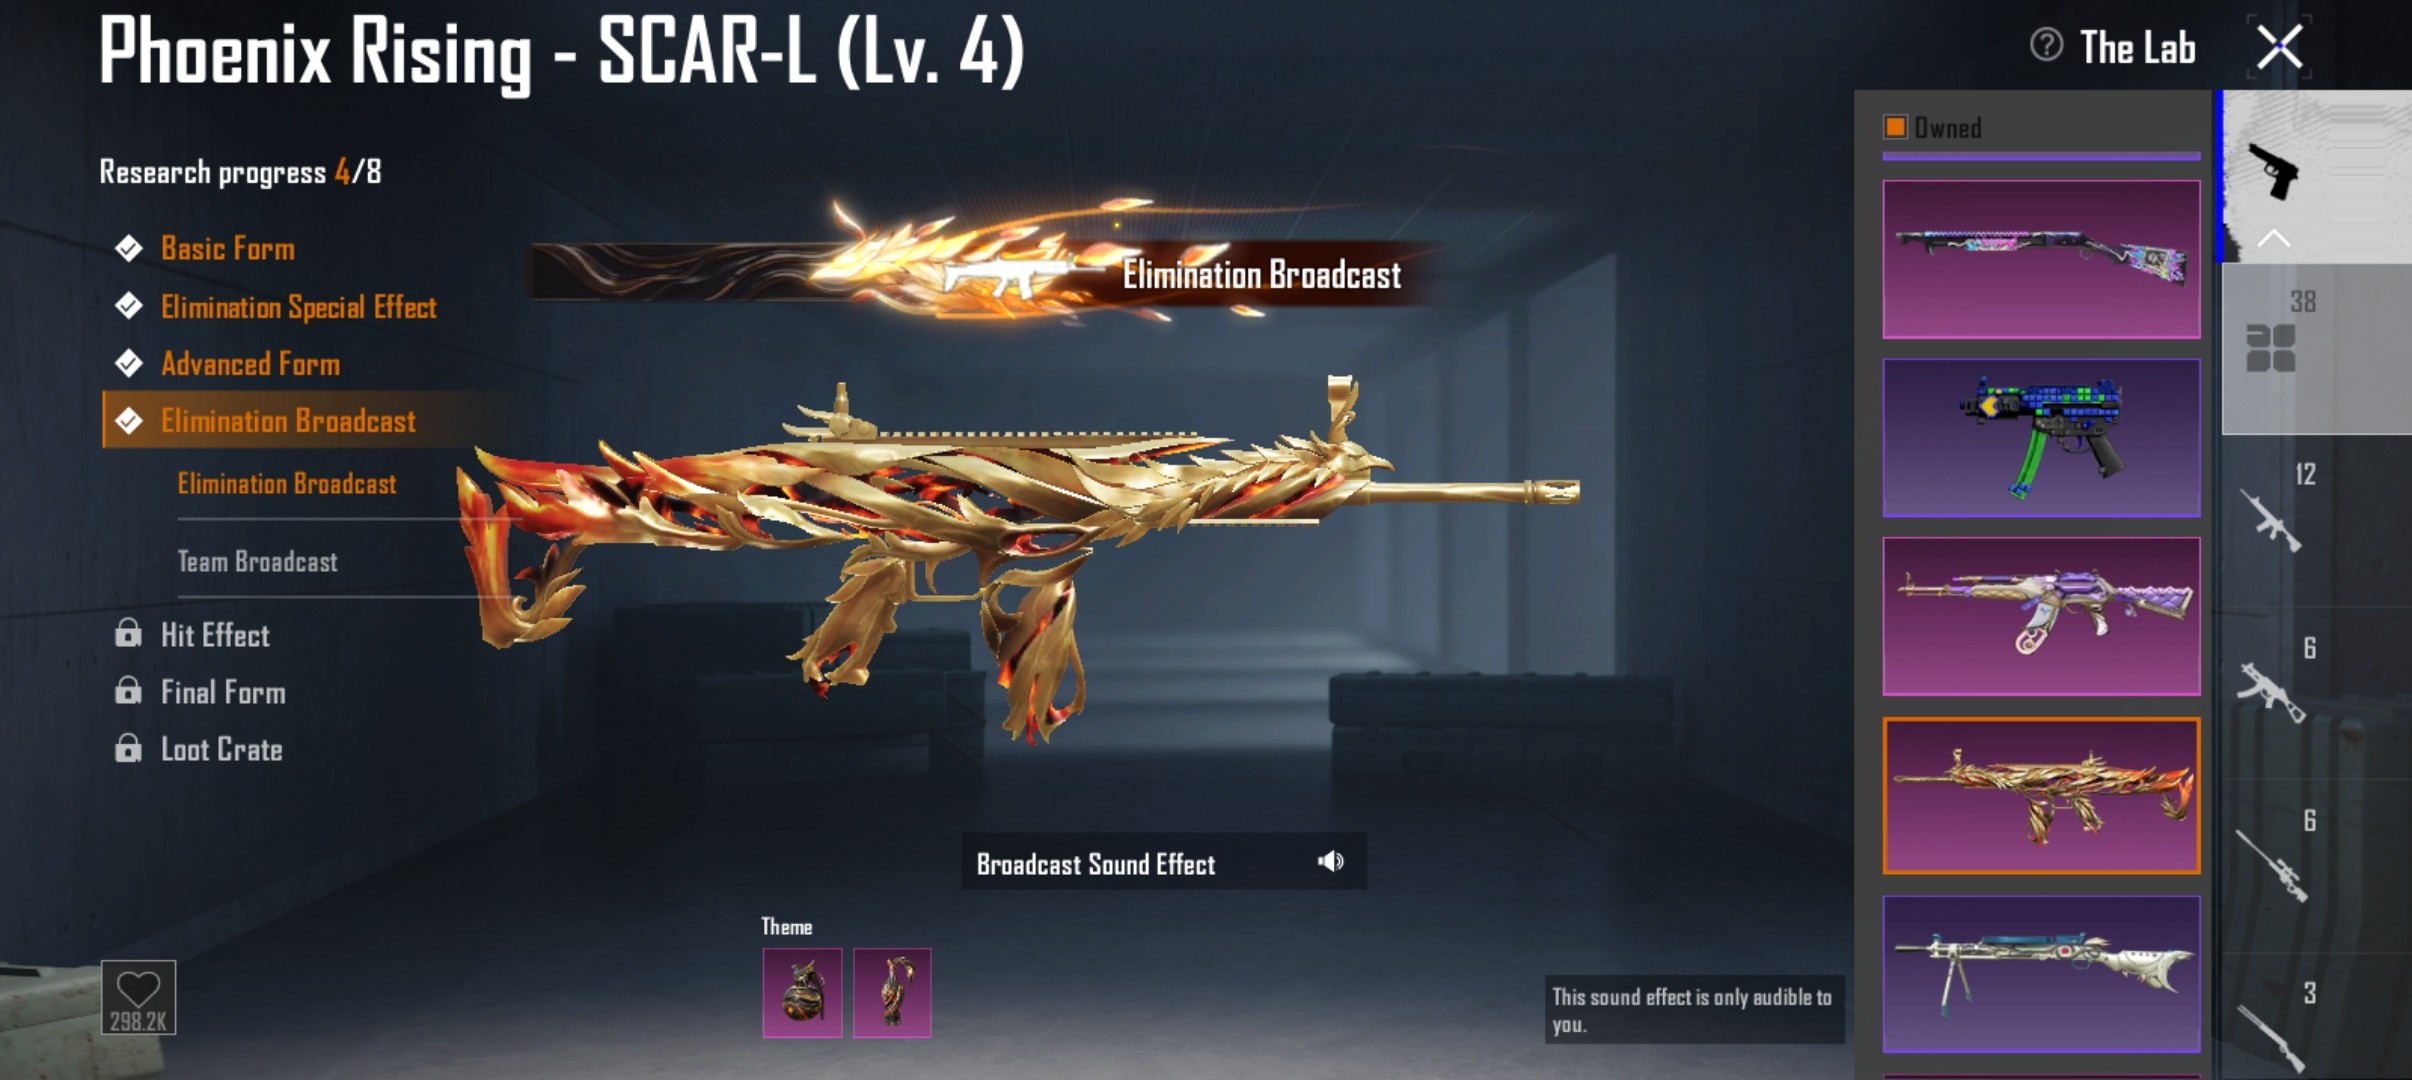 Phoenix Rising - SCAR-L (Lv. 4)
The Lab
Research progress 4/8
Basic Form
Elimination Special Effect
Advanced Form
Elimination Broadcast
Elimination Broadcast
Team Broadcast
Hit Effect
Final Form
Loot Crate
298.2K
Elimination Broadcast
Broadcast Sound Effect
Theme
This sound effect is only audible to
you.
Owned
38
12
6
6
3